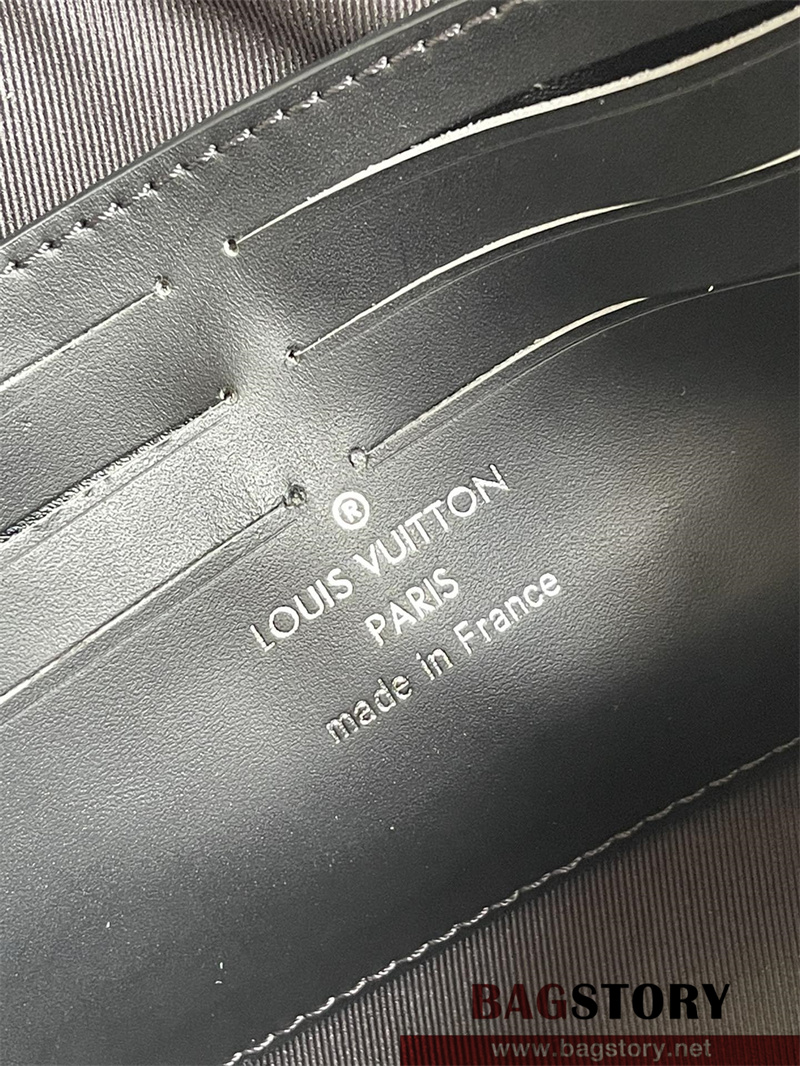 ®
LOUIS VUITTON
PARIS
made in France
BAGSTORY
www.bagstory.net